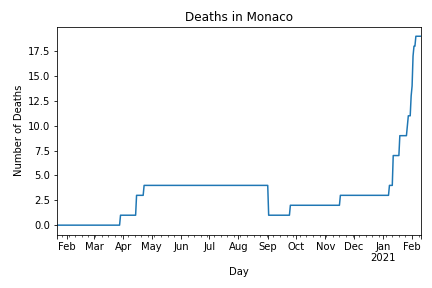 Deaths in Monaco
Number of Deaths
17.5
15.0
12.5
10.0
7.5
5.0
2.5
0.0
Feb Mar Apr May Jun Jul Aug Sep Oct Nov Dec Jan Feb
2021
Day